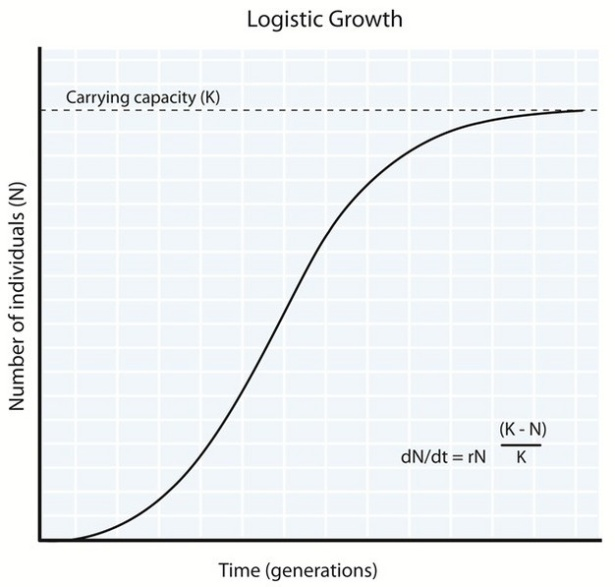 Logistic Growth
Carrying capacity (K)
Number of individuals (N)
(K - N)
dN/dt = rN
K
Time (generations)